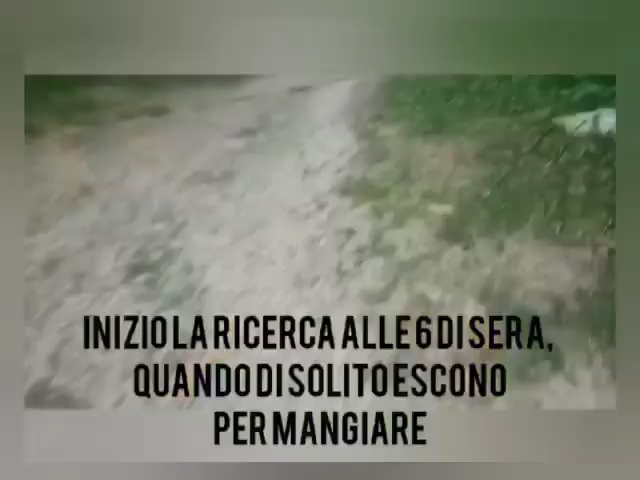 INIZIO LA RICERCA ALLE 6 DI SERA,
QUANDO DI SOLITO ESCONO
PER MANGIARE